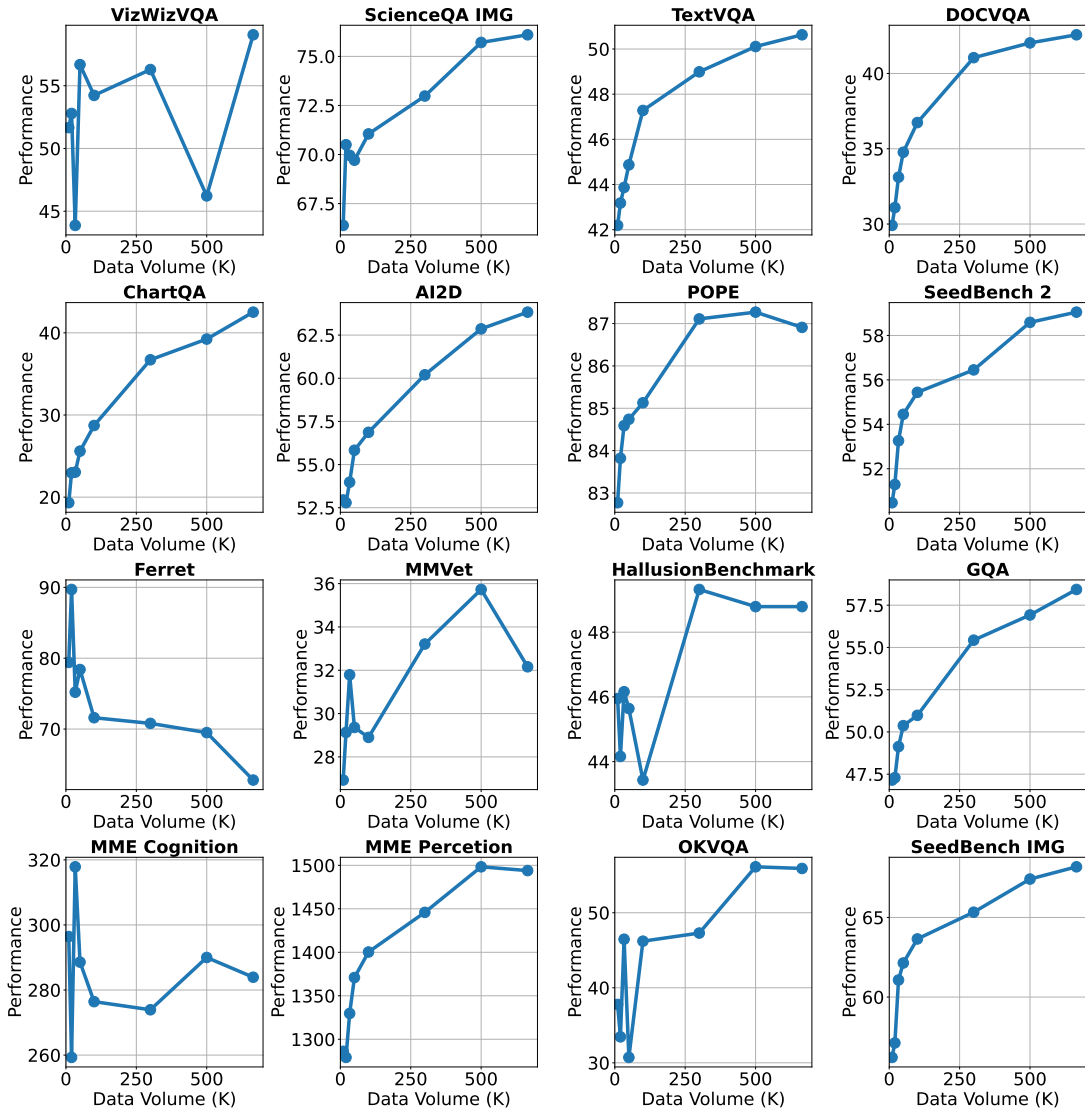 VizWizVQA ScienceQA IMG TextVQA DOCVQA
Performance Performance Performance Performance
55 75.0 50 40
50 72.5 48 35
45 70.0 46 30
67.5 44
42
0 250 500 0 250 500 0 250 500 0 250 500
Data Volume (K) Data Volume (K) Data Volume (K) Data Volume (K)
ChartQA AI2D POPE SeedBench 2
Performance Performance Performance Performance
40 62.5 87 58
30 60.0 86 56
20 57.5 85 54
55.0 84 52
52.5 83
0 250 500 0 250 500 0 250 500 0 250 500
Data Volume (K) Data Volume (K) Data Volume (K) Data Volume (K)
Ferret MMVet HallusionBenchmark GQA
Performance Performance Performance Performance
90 36 48 57.5
80 34 46 55.0
70 32 44 52.5
30 50.0
28 47.5
0 250 500 0 250 500 0 250 500 0 250 500
Data Volume (K) Data Volume (K) Data Volume (K) Data Volume (K)
MME Cognition MME Percetion OKVQA SeedBench IMG
Performance Performance Performance Performance
320 1500 50 65
300 1450 40 60
280 1400 30
260 1350
1300
0 250 500 0 250 500 0 250 500 0 250 500
Data Volume (K) Data Volume (K) Data Volume (K) Data Volume (K)